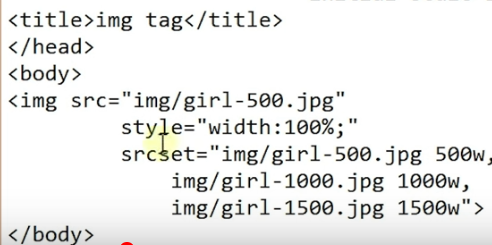 <title>img tag</title>
</head>
<body>
<img src="img/girl-500.jpg"
style="width:100%;"
srcset="img/girl-500.jpg 500w,
img/girl-1000.jpg 1000w,
img/girl-1500.jpg 1500w">
</body>